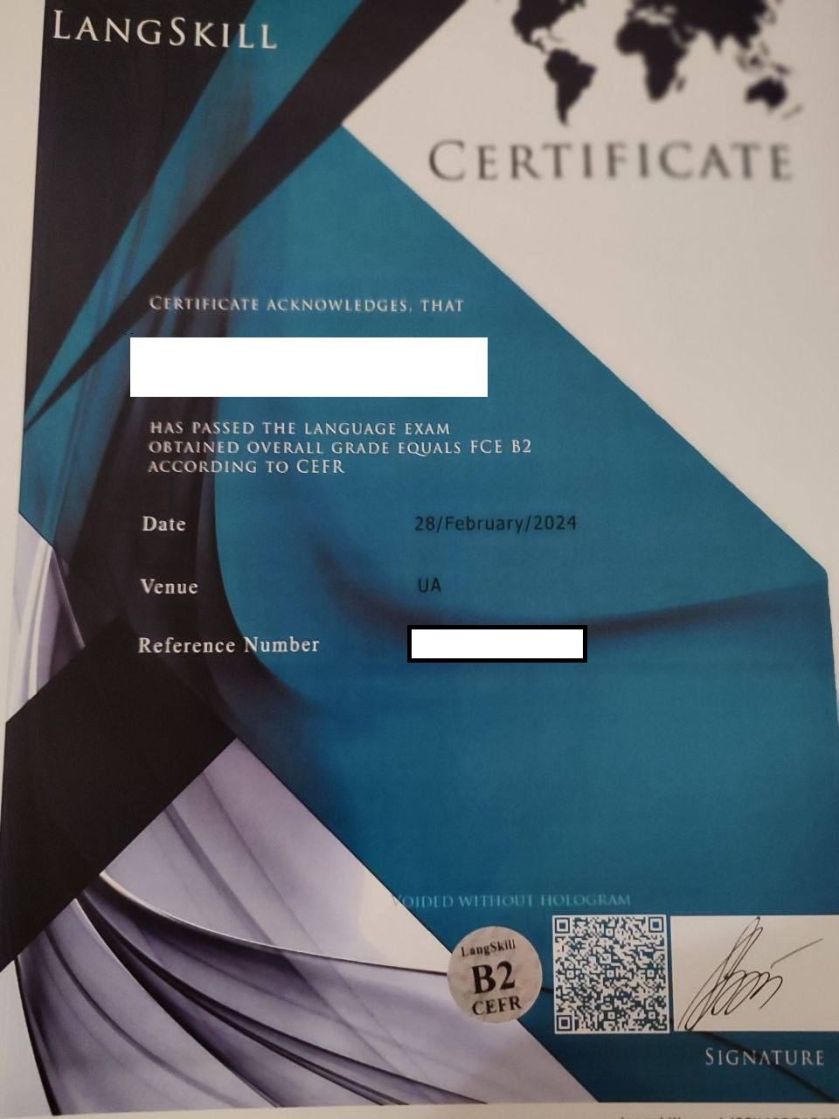 LANGSKILL
CERTIFICATE
CERTIFICATE ACKNOWLEDGES, THAT
HAS PASSED THE LANGUAGE EXAM
OBTAINED OVERALL GRADE EQUALS FCE B2
ACCORDING TO CEFR
Date 28/February/2024
Venue UA
Reference Number
VOIDED WITHOUT HOLOGRAM
LangSkill
B2
CEFR
SIGNATURE